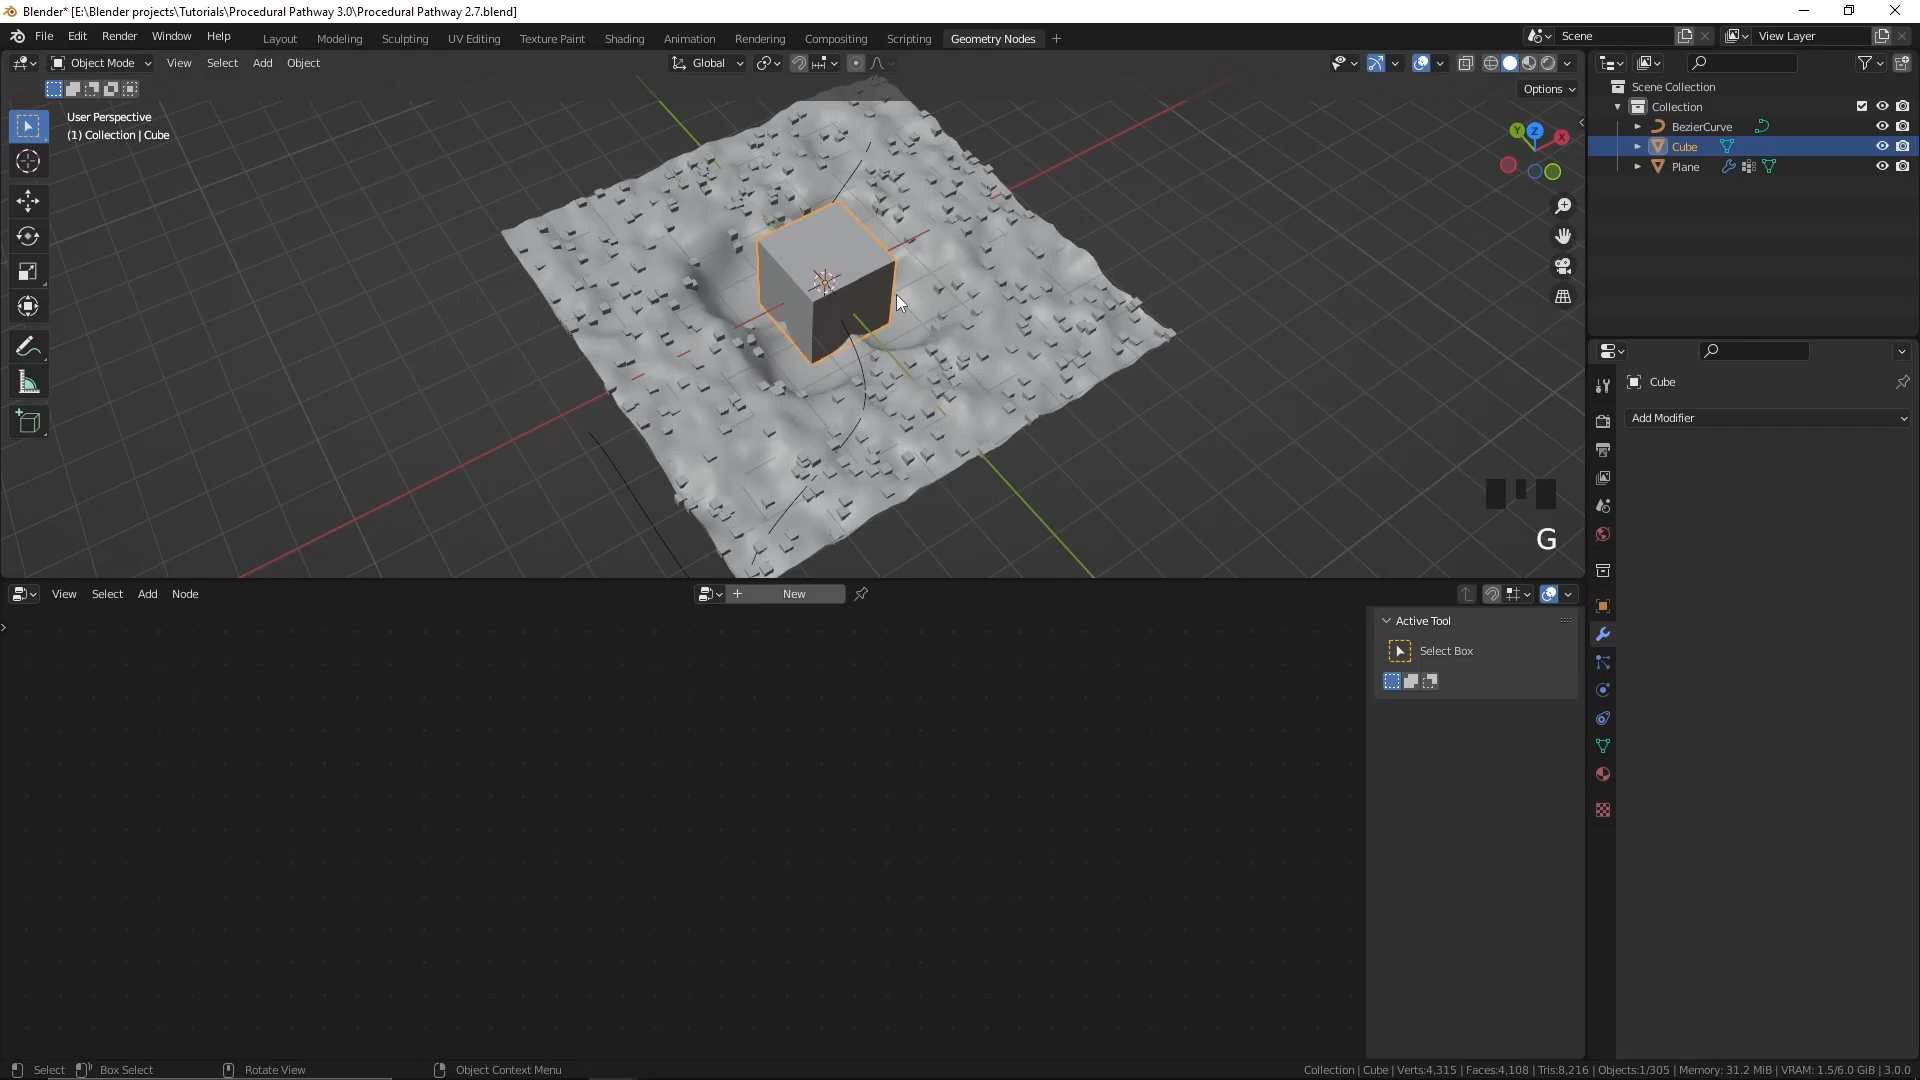 Blender* [E:\Blender projects\Tutorials\Procedural Pathway 3.0\Procedural Pathway 2.7.blend]
File Edit Render Window Help Layout Modeling Sculpting UV Editing Texture Paint Shading Animation Rendering Compositing Scripting Geometry Nodes + Scene View Layer
Object Mode View Select Add Object Global
Options
User Perspective
(1) Collection | Cube
Y Z X
Scene Collection
Collection
BezierCurve
Cube
Plane
Cube
Add Modifier
G
View Select Add Node + New
Active Tool
Select Box
Select Box Select Rotate View Object Context Menu Collection | Cube | Verts:4,315 | Faces:4,108 | Tris:8,216 | Objects:1/305 | Memory: 31.2 MiB | VRAM: 1.5/6.0 GiB | 3.0.0